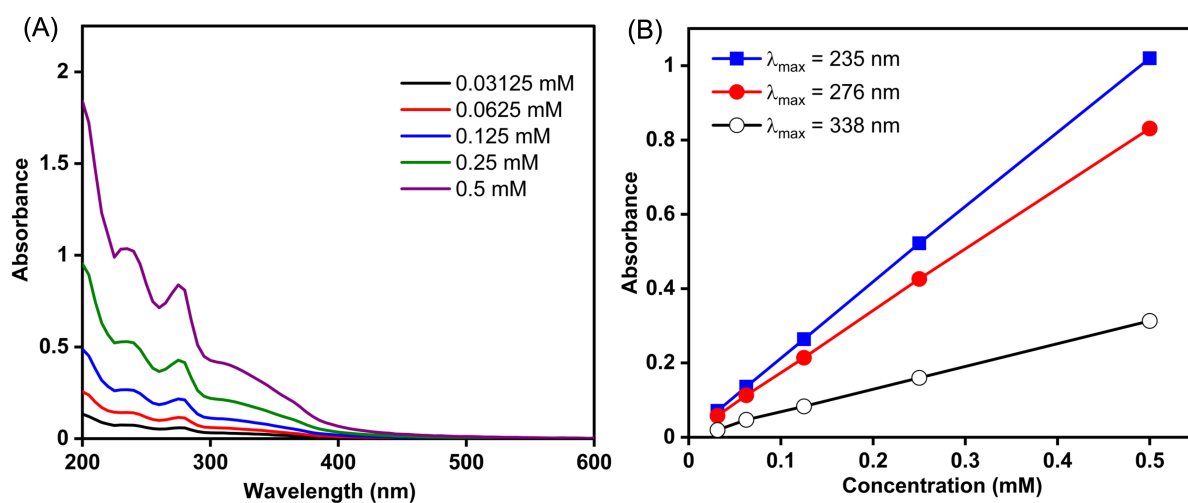 (A)
2
1.5
1
0.5
0
Absorbance
0.03125 mM
0.0625 mM
0.125 mM
0.25 mM
0.5 mM
200 300 400 500 600
Wavelength (nm)
(B)
1
0.8
0.6
0.4
0.2
0
Absorbance
λmax = 235 nm
λmax = 276 nm
λmax = 338 nm
0 0.1 0.2 0.3 0.4 0.5
Concentration (mM)